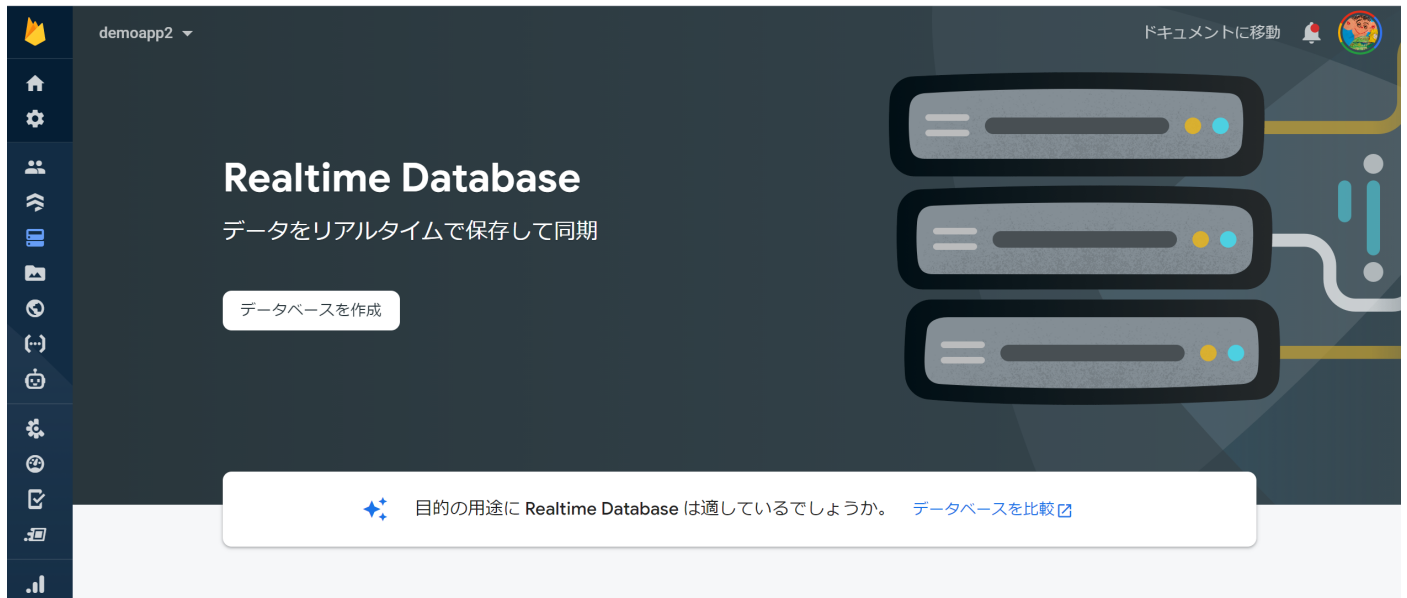 demoapp2
ドキュメントに移動
Realtime Database
データをリアルタイムで保存して同期
データベースを作成
目的の用途に Realtime Database は適しているでしょうか。 データベースを比較